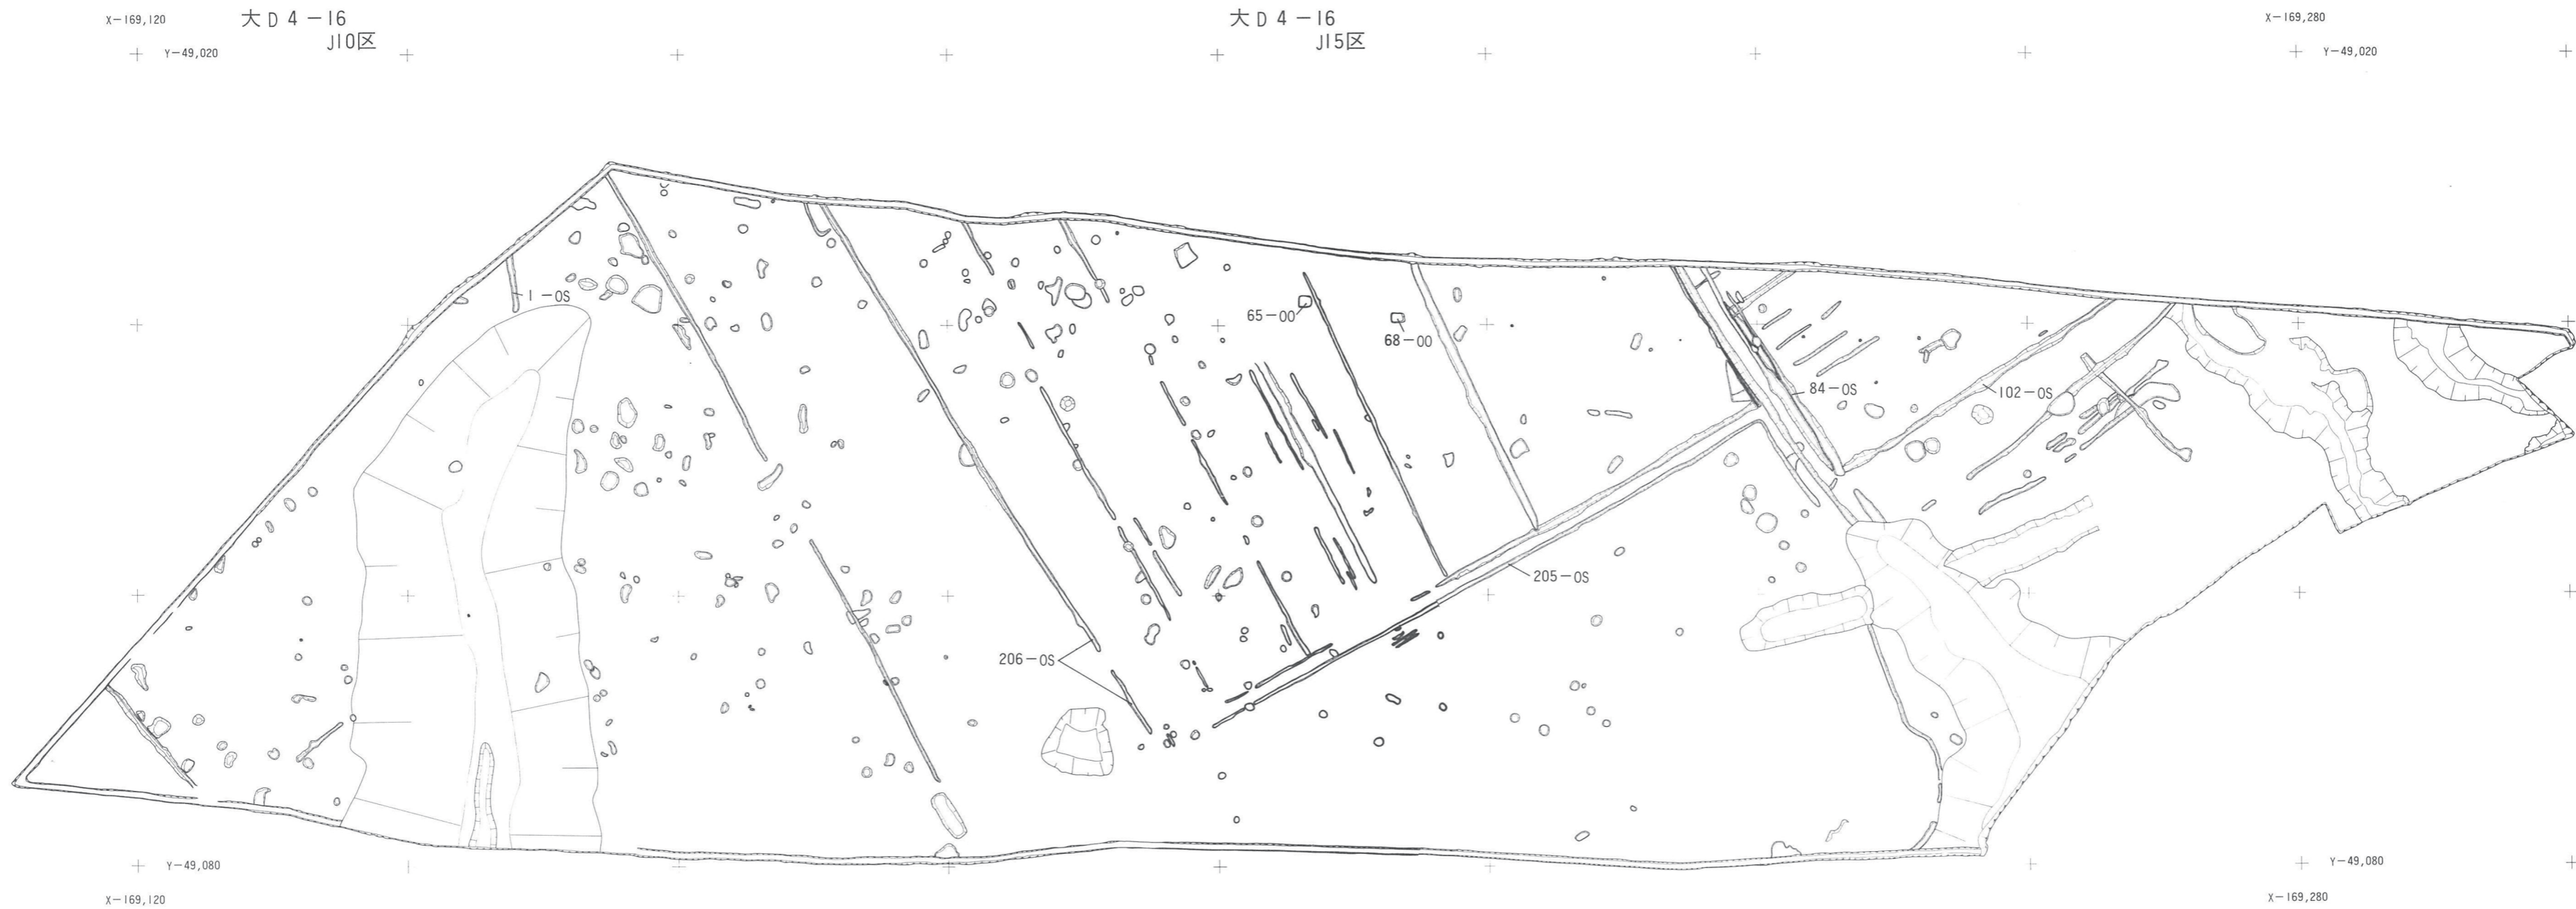 X-169,120
大D4-16
J10区
大D4-16
J15区
X-169,280
Y-49,020
Y-49,020
1-OS
65-OO
68-OO
84-OS
102-OS
205-OS
206-OS
Y-49,080
Y-49,080
X-169,120
X-169,280